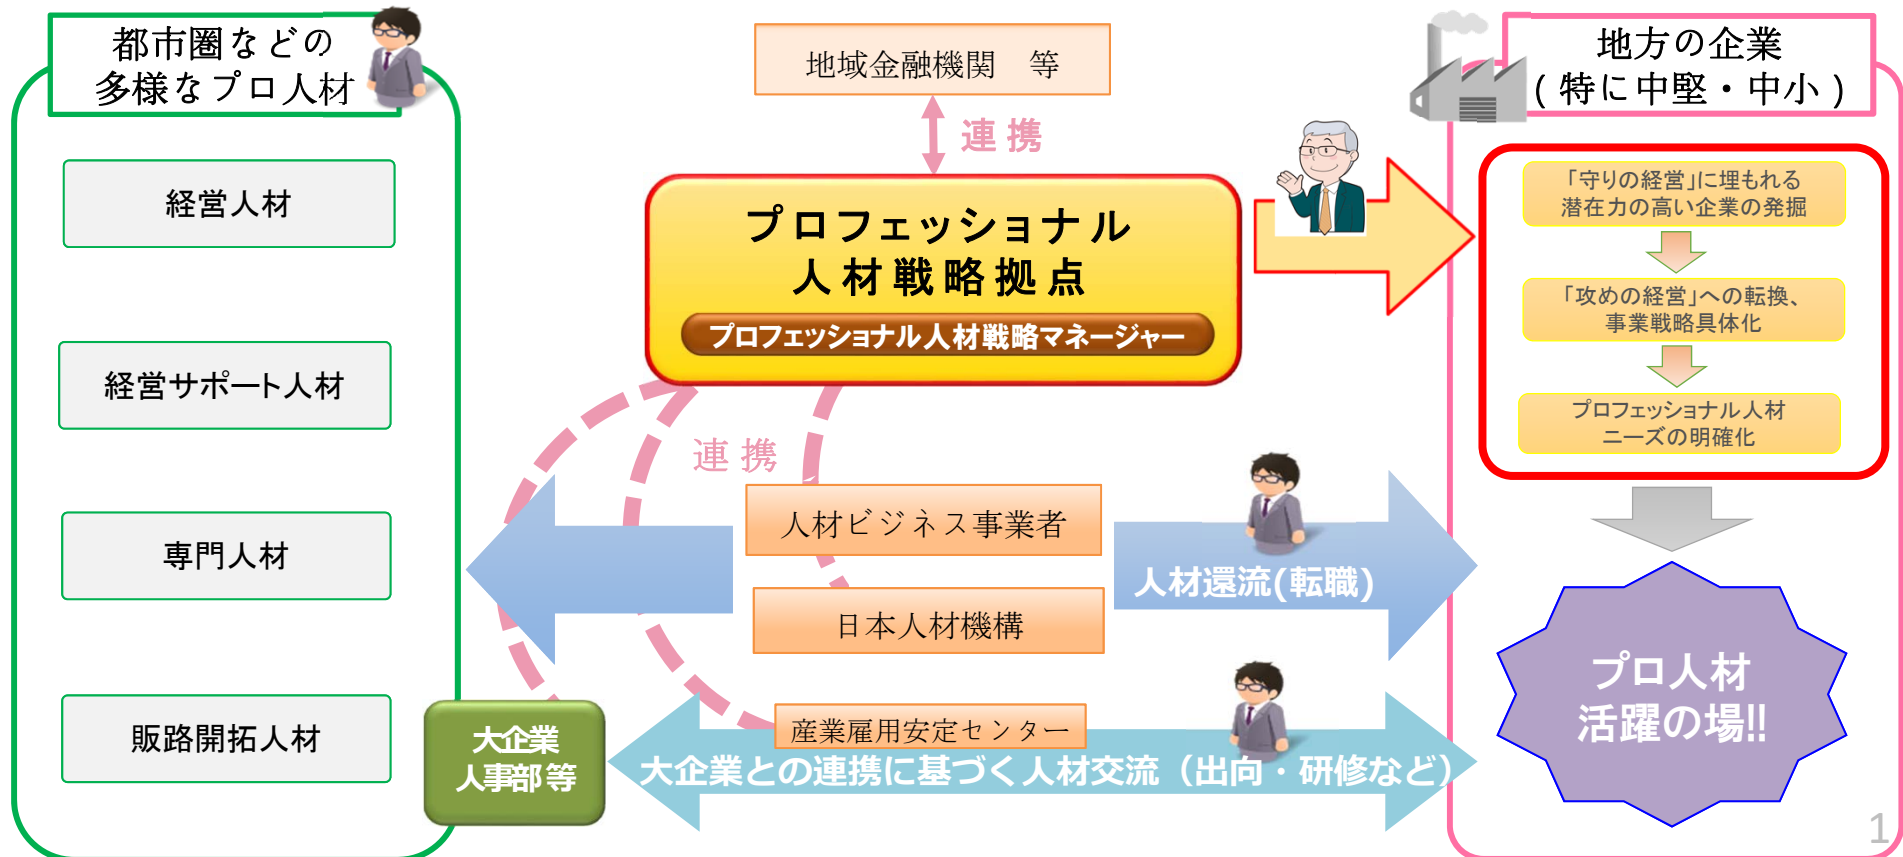 都市圏などの
多様なプロ人材
経営人材
経営サポート人材
専門人材
販路開拓人材
大企業
人事部等
地域金融機関　等
連携
プロフェッショナル
人材戦略拠点
プロフェッショナル人材戦略マネージャー
連携
人材ビジネス事業者
日本人材機構
人材還流(転職)
産業雇用安定センター
大企業との連携に基づく人材交流（出向・研修など）
地方の企業
(特に中堅・中小)
「守りの経営」に埋もれる
潜在力の高い企業の発掘
「攻めの経営」への転換、
事業戦略具体化
プロフェッショナル人材
ニーズの明確化
プロ人材
活躍の場!!
1